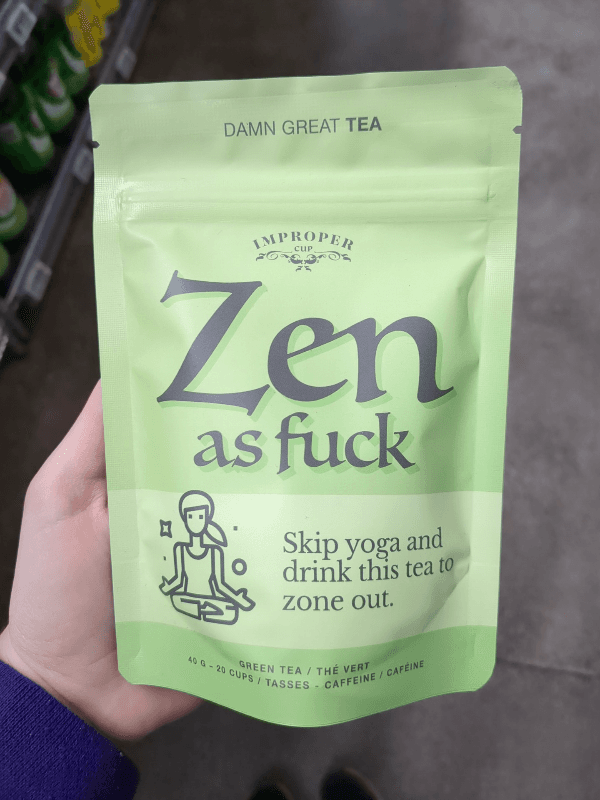 DAMN GREAT TEA
IMPROPER
CUP
Zen
as fuck
Skip yoga and
drink this tea to
zone out.
GREEN TEA / THÉ VERT
40 G - 20 CUPS / TASSES - CAFFEINE / CAFÉINE